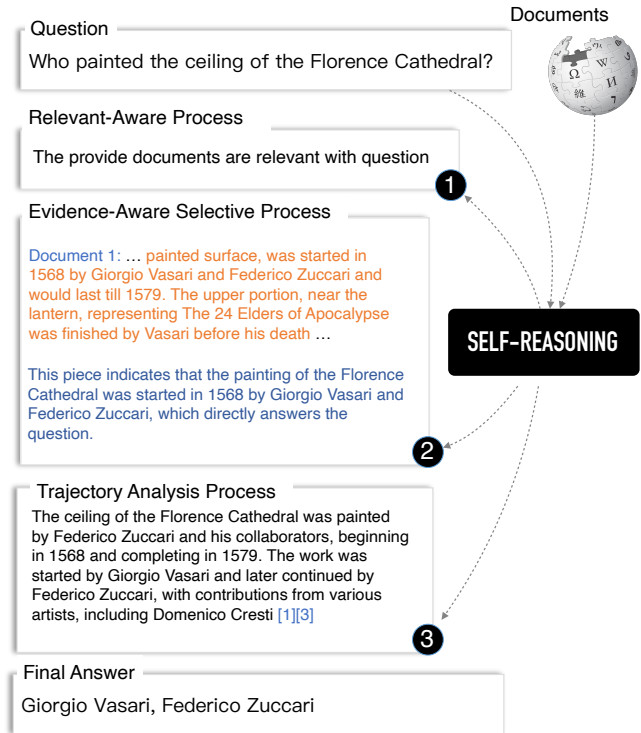 Documents
Question
Who painted the ceiling of the Florence Cathedral?
Relevant-Aware Process
The provide documents are relevant with question
1
Evidence-Aware Selective Process
Document 1: … painted surface, was started in
1568 by Giorgio Vasari and Federico Zuccari and
would last till 1579. The upper portion, near the
lantern, representing The 24 Elders of Apocalypse
was finished by Vasari before his death …
SELF-REASONING
This piece indicates that the painting of the Florence
Cathedral was started in 1568 by Giorgio Vasari and
Federico Zuccari, which directly answers the
question.
2
Trajectory Analysis Process
The ceiling of the Florence Cathedral was painted
by Federico Zuccari and his collaborators, beginning
in 1568 and completing in 1579. The work was
started by Giorgio Vasari and later continued by
Federico Zuccari, with contributions from various
artists, including Domenico Cresti [1][3]
3
Final Answer
Giorgio Vasari, Federico Zuccari